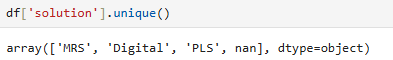 df['solution'].unique()
array(['MRS', 'Digital', 'PLS', nan], dtype=object)